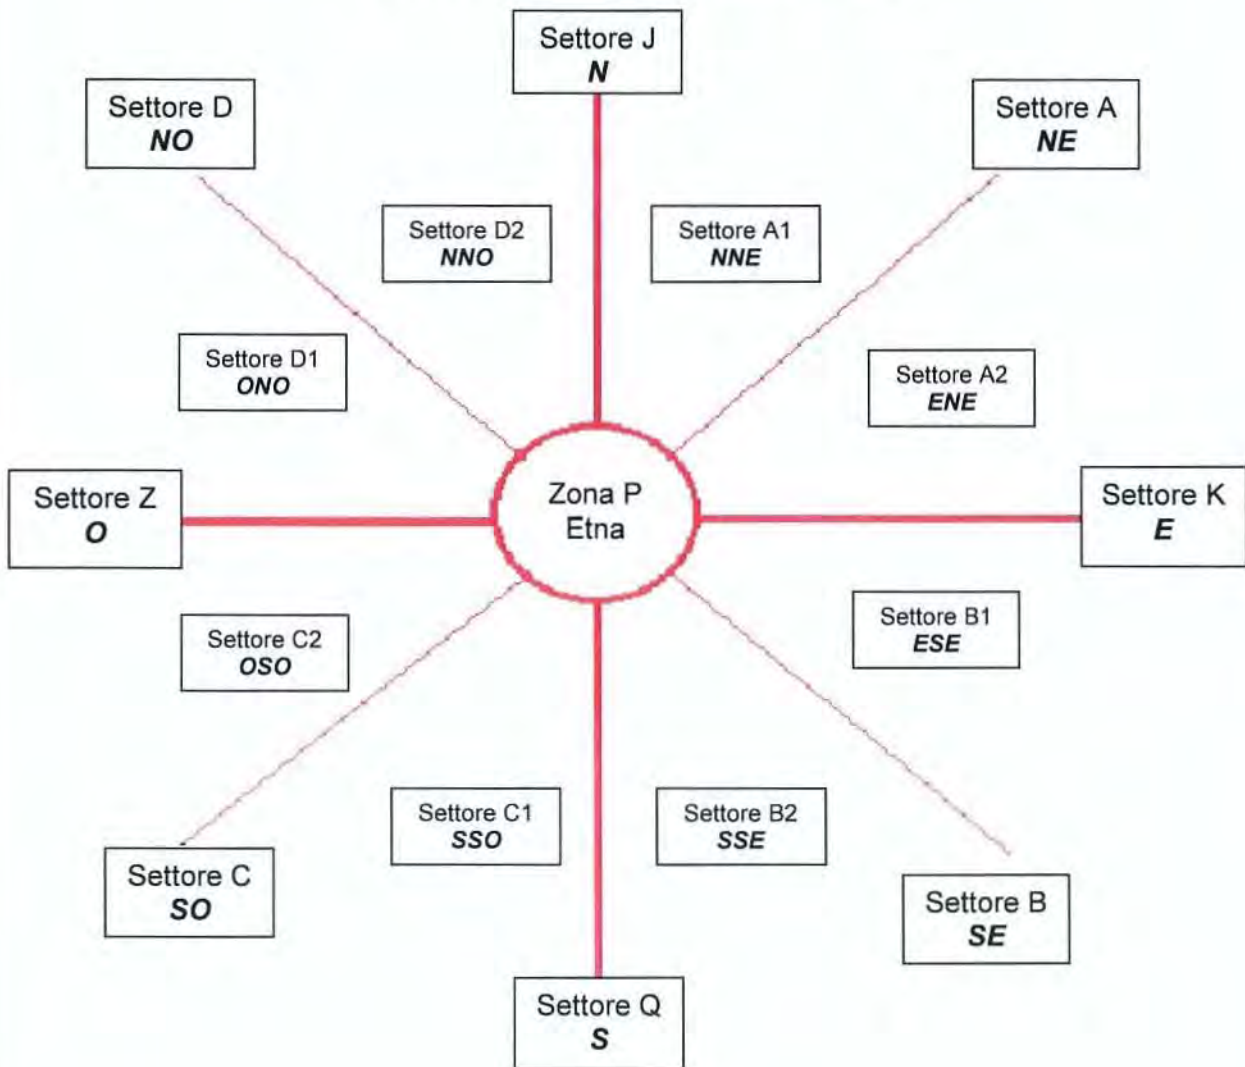 Settore J
N
Settore D
NO
Settore A
NE
Settore D2
NNO
Settore A1
NNE
Settore D1
ONO
Settore A2
ENE
Settore Z
O
Zona P
Etna
Settore K
E
Settore C2
OSO
Settore B1
ESE
Settore C1
SSO
Settore B2
SSE
Settore C
SO
Settore B
SE
Settore Q
S